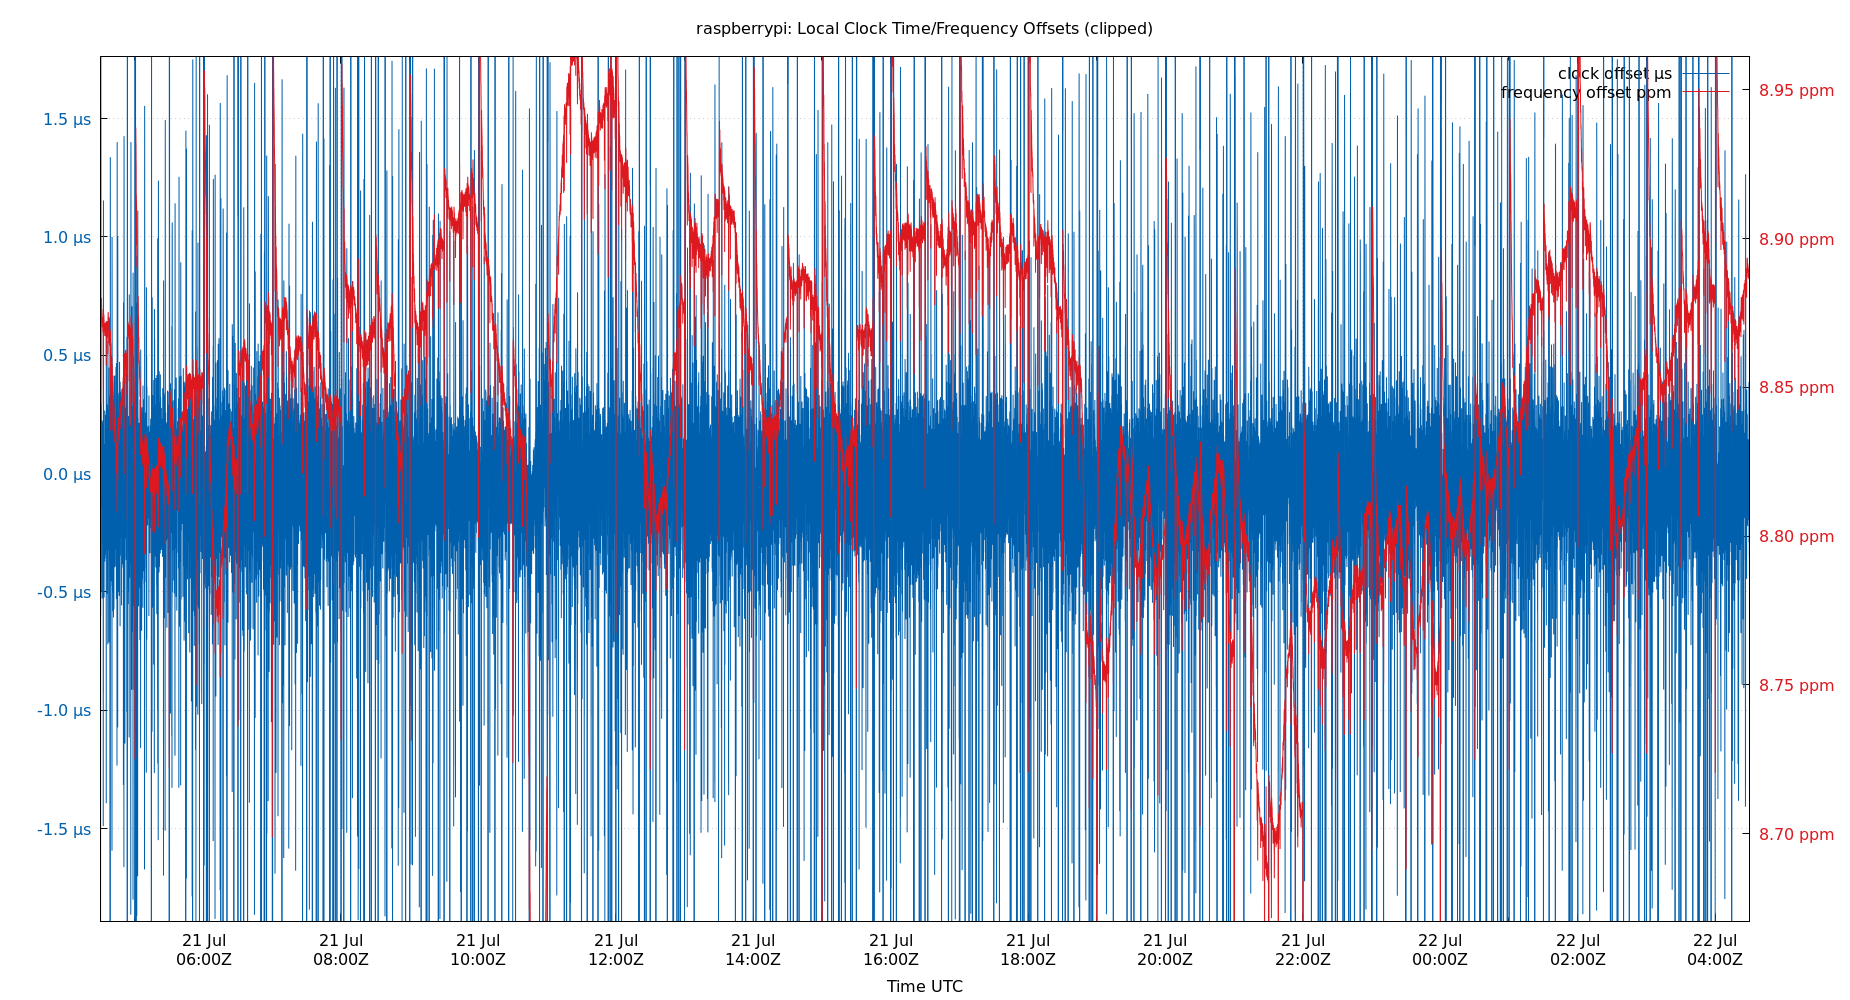 raspberrypi: Local Clock Time/Frequency Offsets (clipped)
clock offset µs
frequency offset ppm
1.5 µs
1.0 µs
0.5 µs
0.0 µs
-0.5 µs
-1.0 µs
-1.5 µs
8.95 ppm
8.90 ppm
8.85 ppm
8.80 ppm
8.75 ppm
8.70 ppm
21 Jul 21 Jul 21 Jul 21 Jul 21 Jul 21 Jul 21 Jul 21 Jul 21 Jul 22 Jul 22 Jul 22 Jul
06:00Z 08:00Z 10:00Z 12:00Z 14:00Z 16:00Z 18:00Z 20:00Z 22:00Z 00:00Z 02:00Z 04:00Z
Time UTC